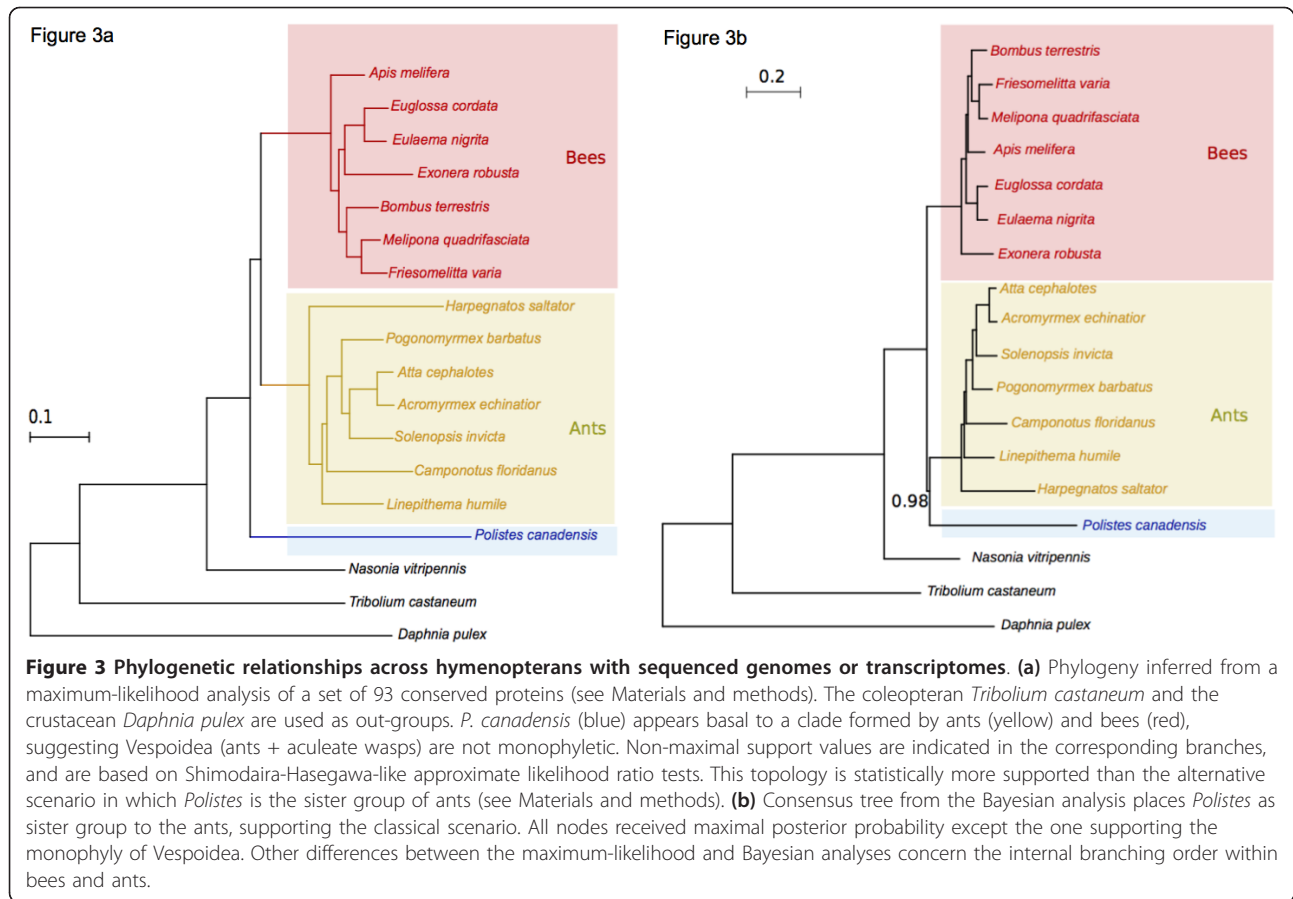 Figure 3a
Apis melifera
Euglossa cordata
Eulaema nigrita
Bees
Exonera robusta
Bombus terrestris
Melipona quadrifasciata
Friesomelitta varia
Harpegnatos saltator
Pogonomyrmex barbatus
Atta cephalotes
Acromyrmex echinatior
0.1
Ants
Solenopsis invicta
Camponotus floridanus
Linepithema humile
Polistes canadensis
Nasonia vitripennis
Tribolium castaneum
Daphnia pulex
Figure 3b
0.2
Bombus terrestris
Friesomelitta varia
Melipona quadrifasciata
Apis melifera
Bees
Euglossa cordata
Eulaema nigrita
Exonera robusta
Atta cephalotes
Acromyrmex echinatior
Solenopsis invicta
Pogonomyrmex barbatus
Ants
Camponotus floridanus
Linepithema humile
Harpegnatos saltator
0.98
Polistes canadensis
Nasonia vitripennis
Tribolium castaneum
Daphnia pulex
Figure 3 Phylogenetic relationships across hymenopterans with sequenced genomes or transcriptomes. (a) Phylogeny inferred from a
maximum-likelihood analysis of a set of 93 conserved proteins (see Materials and methods). The coleopteran Tribolium castaneum and the
crustacean Daphnia pulex are used as out-groups. P. canadensis (blue) appears basal to a clade formed by ants (yellow) and bees (red),
suggesting Vespoidea (ants + aculeate wasps) are not monophyletic. Non-maximal support values are indicated in the corresponding branches,
and are based on Shimodaira-Hasegawa-like approximate likelihood ratio tests. This topology is statistically more supported than the alternative
scenario in which Polistes is the sister group of ants (see Materials and methods). (b) Consensus tree from the Bayesian analysis places Polistes as
sister group to the ants, supporting the classical scenario. All nodes received maximal posterior probability except the one supporting the
monophyly of Vespoidea. Other differences between the maximum-likelihood and Bayesian analyses concern the internal branching order within
bees and ants.